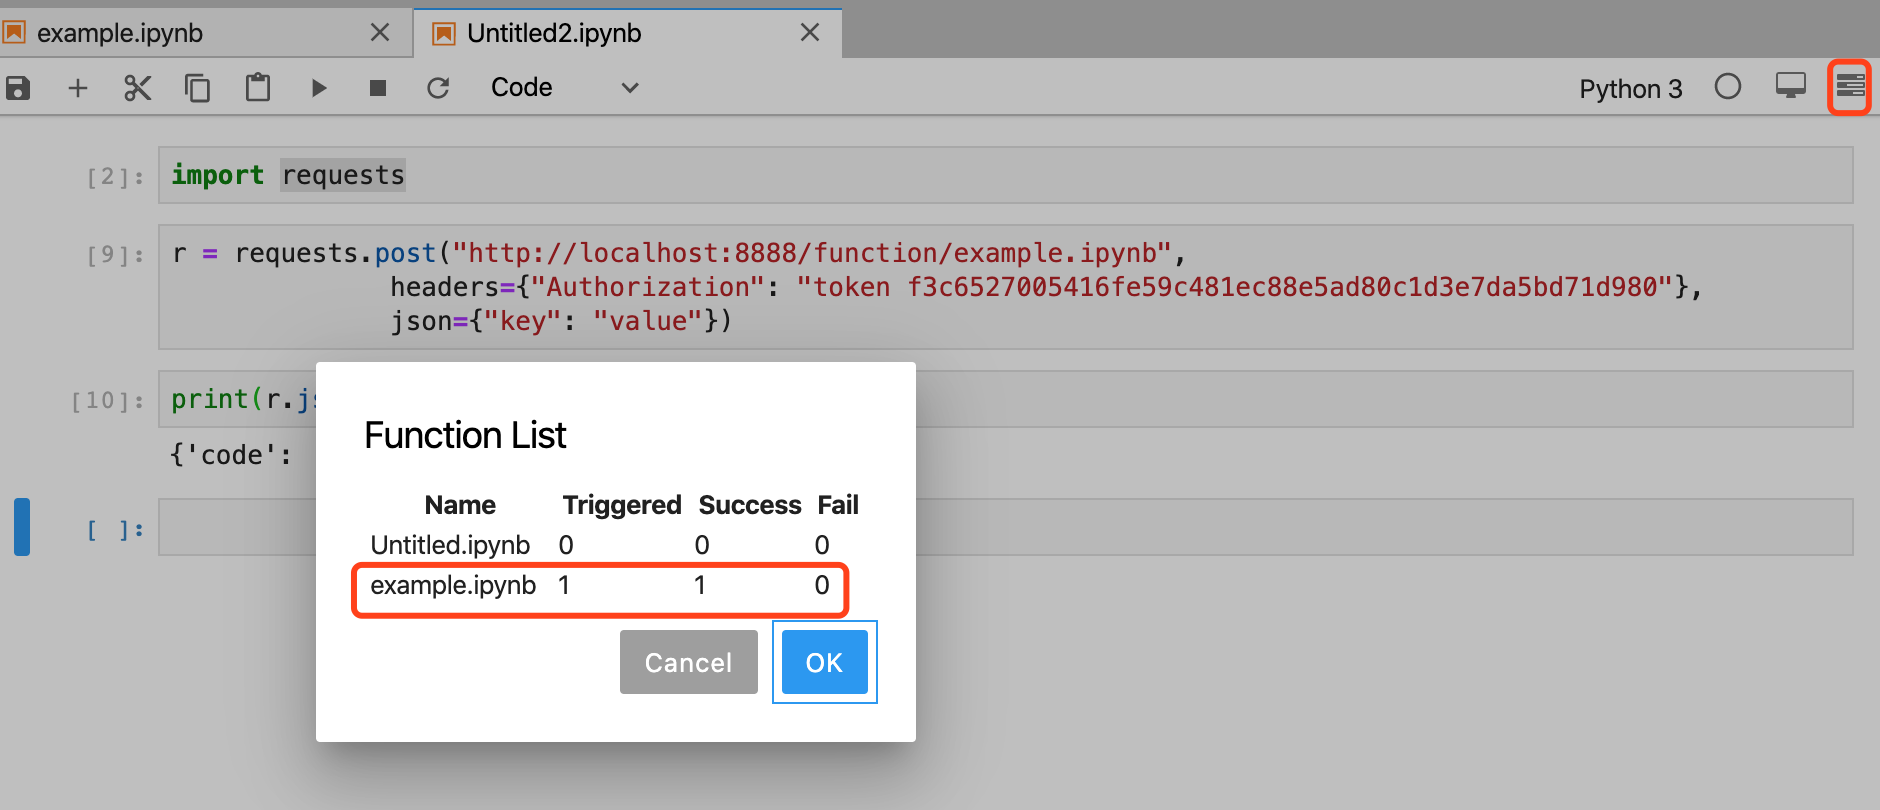 example.ipynb
Untitled2.ipynb
Code
Python 3
[2]: import requests
[9]: r = requests.post("http://localhost:8888/function/example.ipynb",
headers={"Authorization": "token f3c6527005416fe59c481ec88e5ad80c1d3e7da5bd71d980"},
json={"key": "value"})
[10]: print(r.js
{'code':
[ ]:
Function List
Name Triggered Success Fail
Untitled.ipynb 0 0 0
example.ipynb 1 1 0
Cancel OK